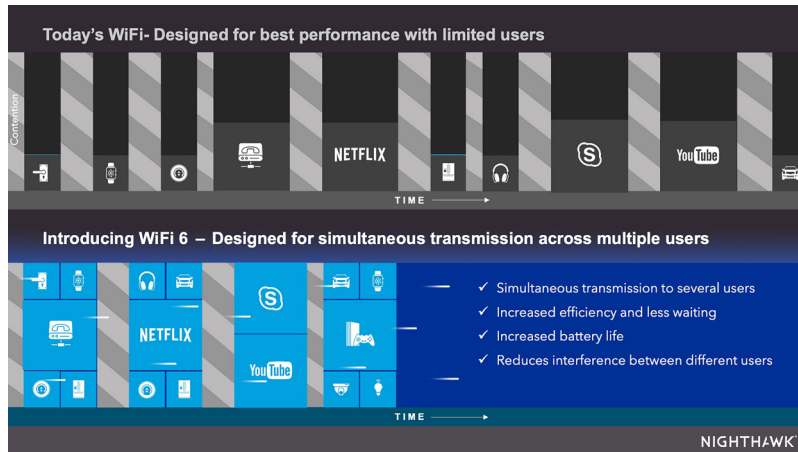 Today's WiFi- Designed for best performance with limited users
Contention
NETFLIX
S
YouTube
TIME
Introducing WiFi 6 – Designed for simultaneous transmission across multiple users
NETFLIX
S
YouTube
✓ Simultaneous transmission to several users
✓ Increased efficiency and less waiting
✓ Increased battery life
✓ Reduces interference between different users
TIME
NIGHTHAWK